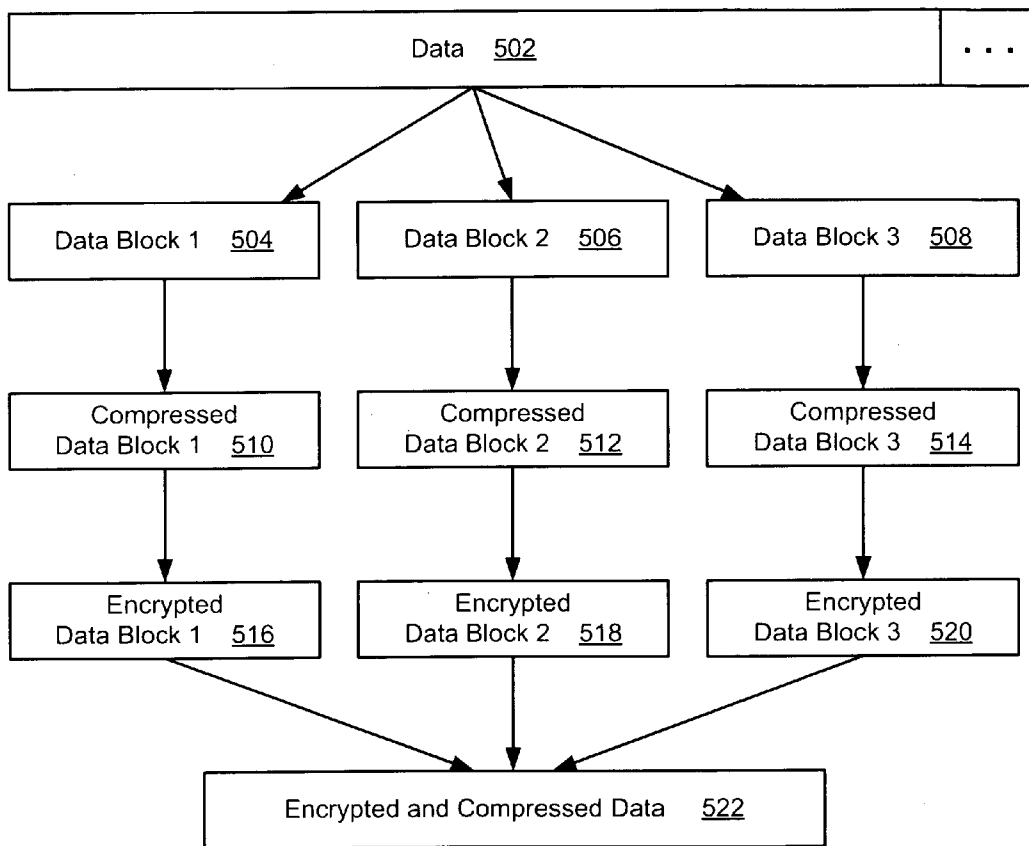 Data 502
. . .
Data Block 1 504
Data Block 2 506
Data Block 3 508
Compressed
Data Block 1 510
Compressed
Data Block 2 512
Compressed
Data Block 3 514
Encrypted
Data Block 1 516
Encrypted
Data Block 2 518
Encrypted
Data Block 3 520
Encrypted and Compressed Data 522